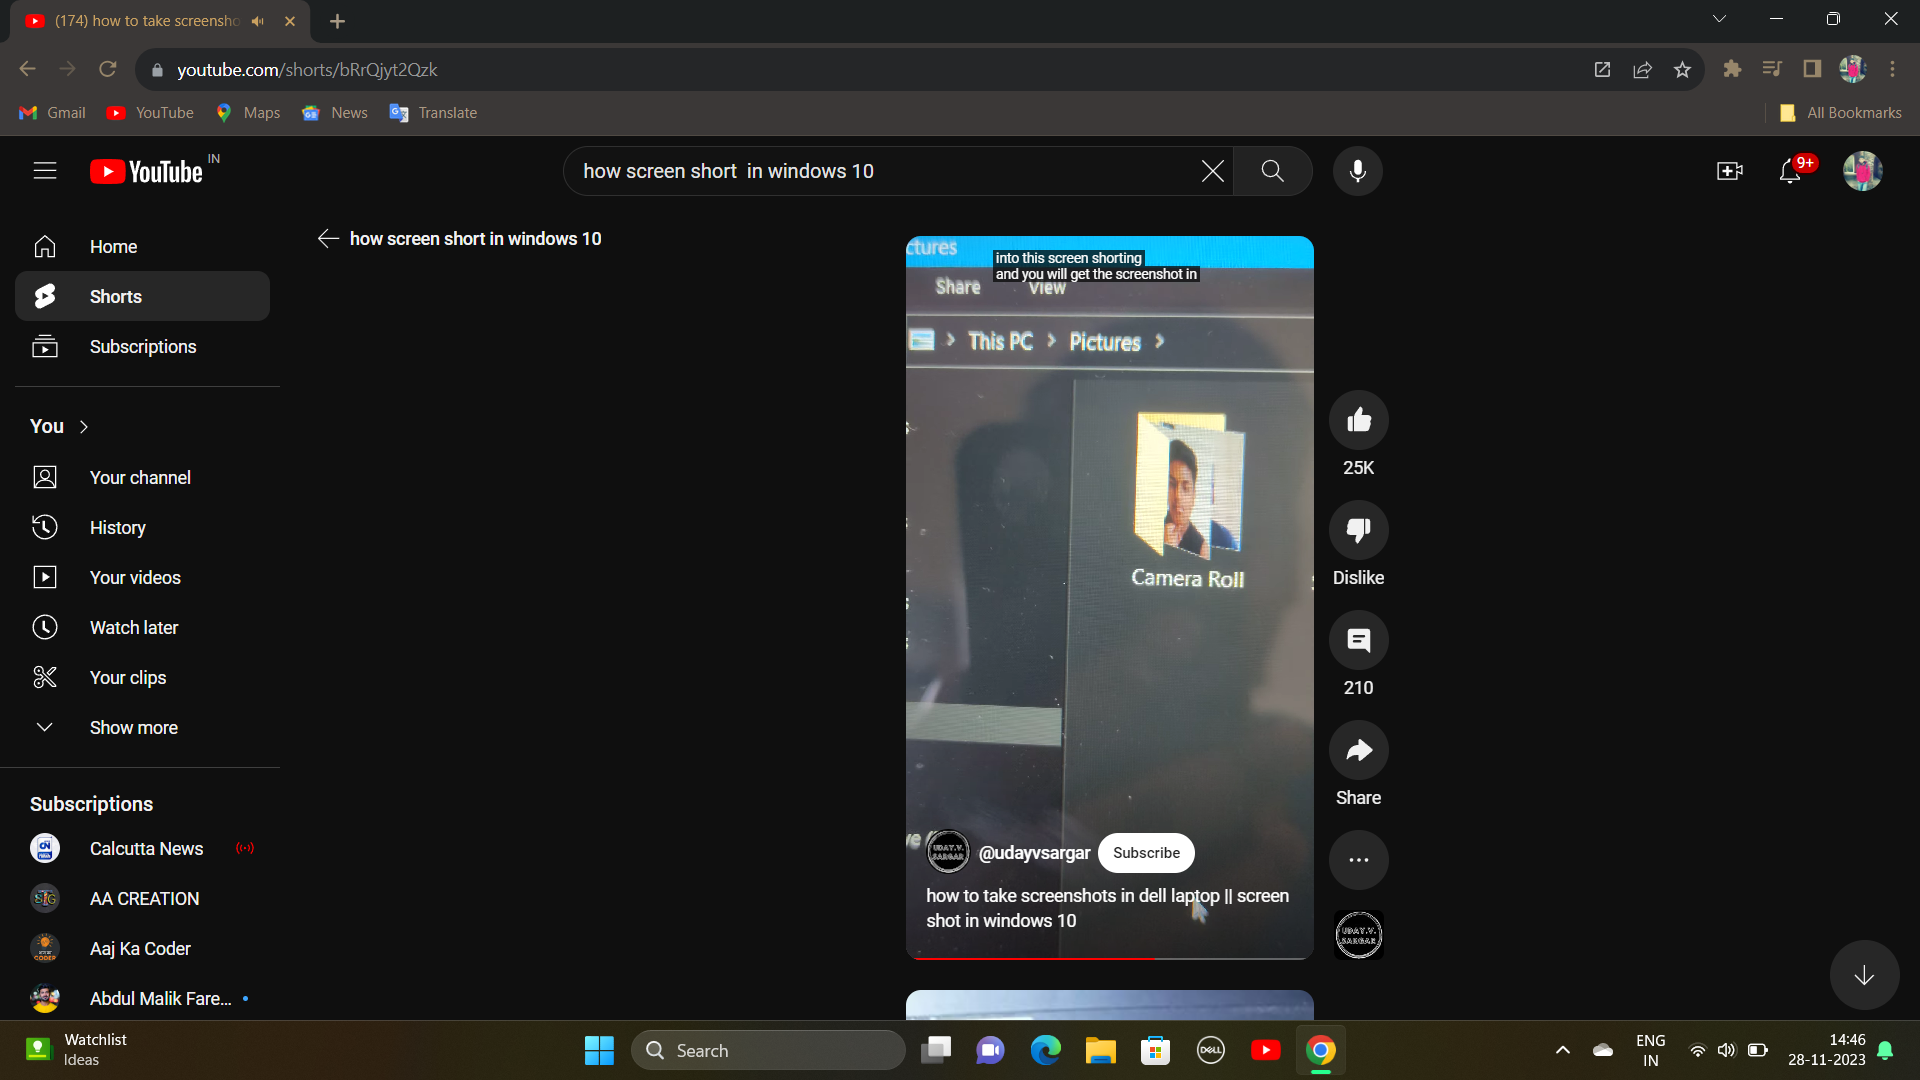 (174) how to take screensho
youtube.com/shorts/bRrQjyt2Qzk
Gmail
YouTube
Maps
News
Translate
All Bookmarks
YouTube
IN
how screen short  in windows 10
9+
Home
Shorts
Subscriptions
You
Your channel
History
Your videos
Watch later
Your clips
Show more
Subscriptions
Calcutta News
AA CREATION
Aaj Ka Coder
Abdul Malik Fare...
how screen short in windows 10
ctures
into this screen shorting
and you will get the screenshot in
Share View
This PC Pictures
Camera Roll
UDAY.V.
SARGAR
@udayvsargar
Subscribe
how to take screenshots in dell laptop || screen
shot in windows 10
25K
Dislike
210
Share
UDAY.V.
SARGAR
Watchlist
Ideas
Search
DELL
ENG
IN
14:46
28-11-2023